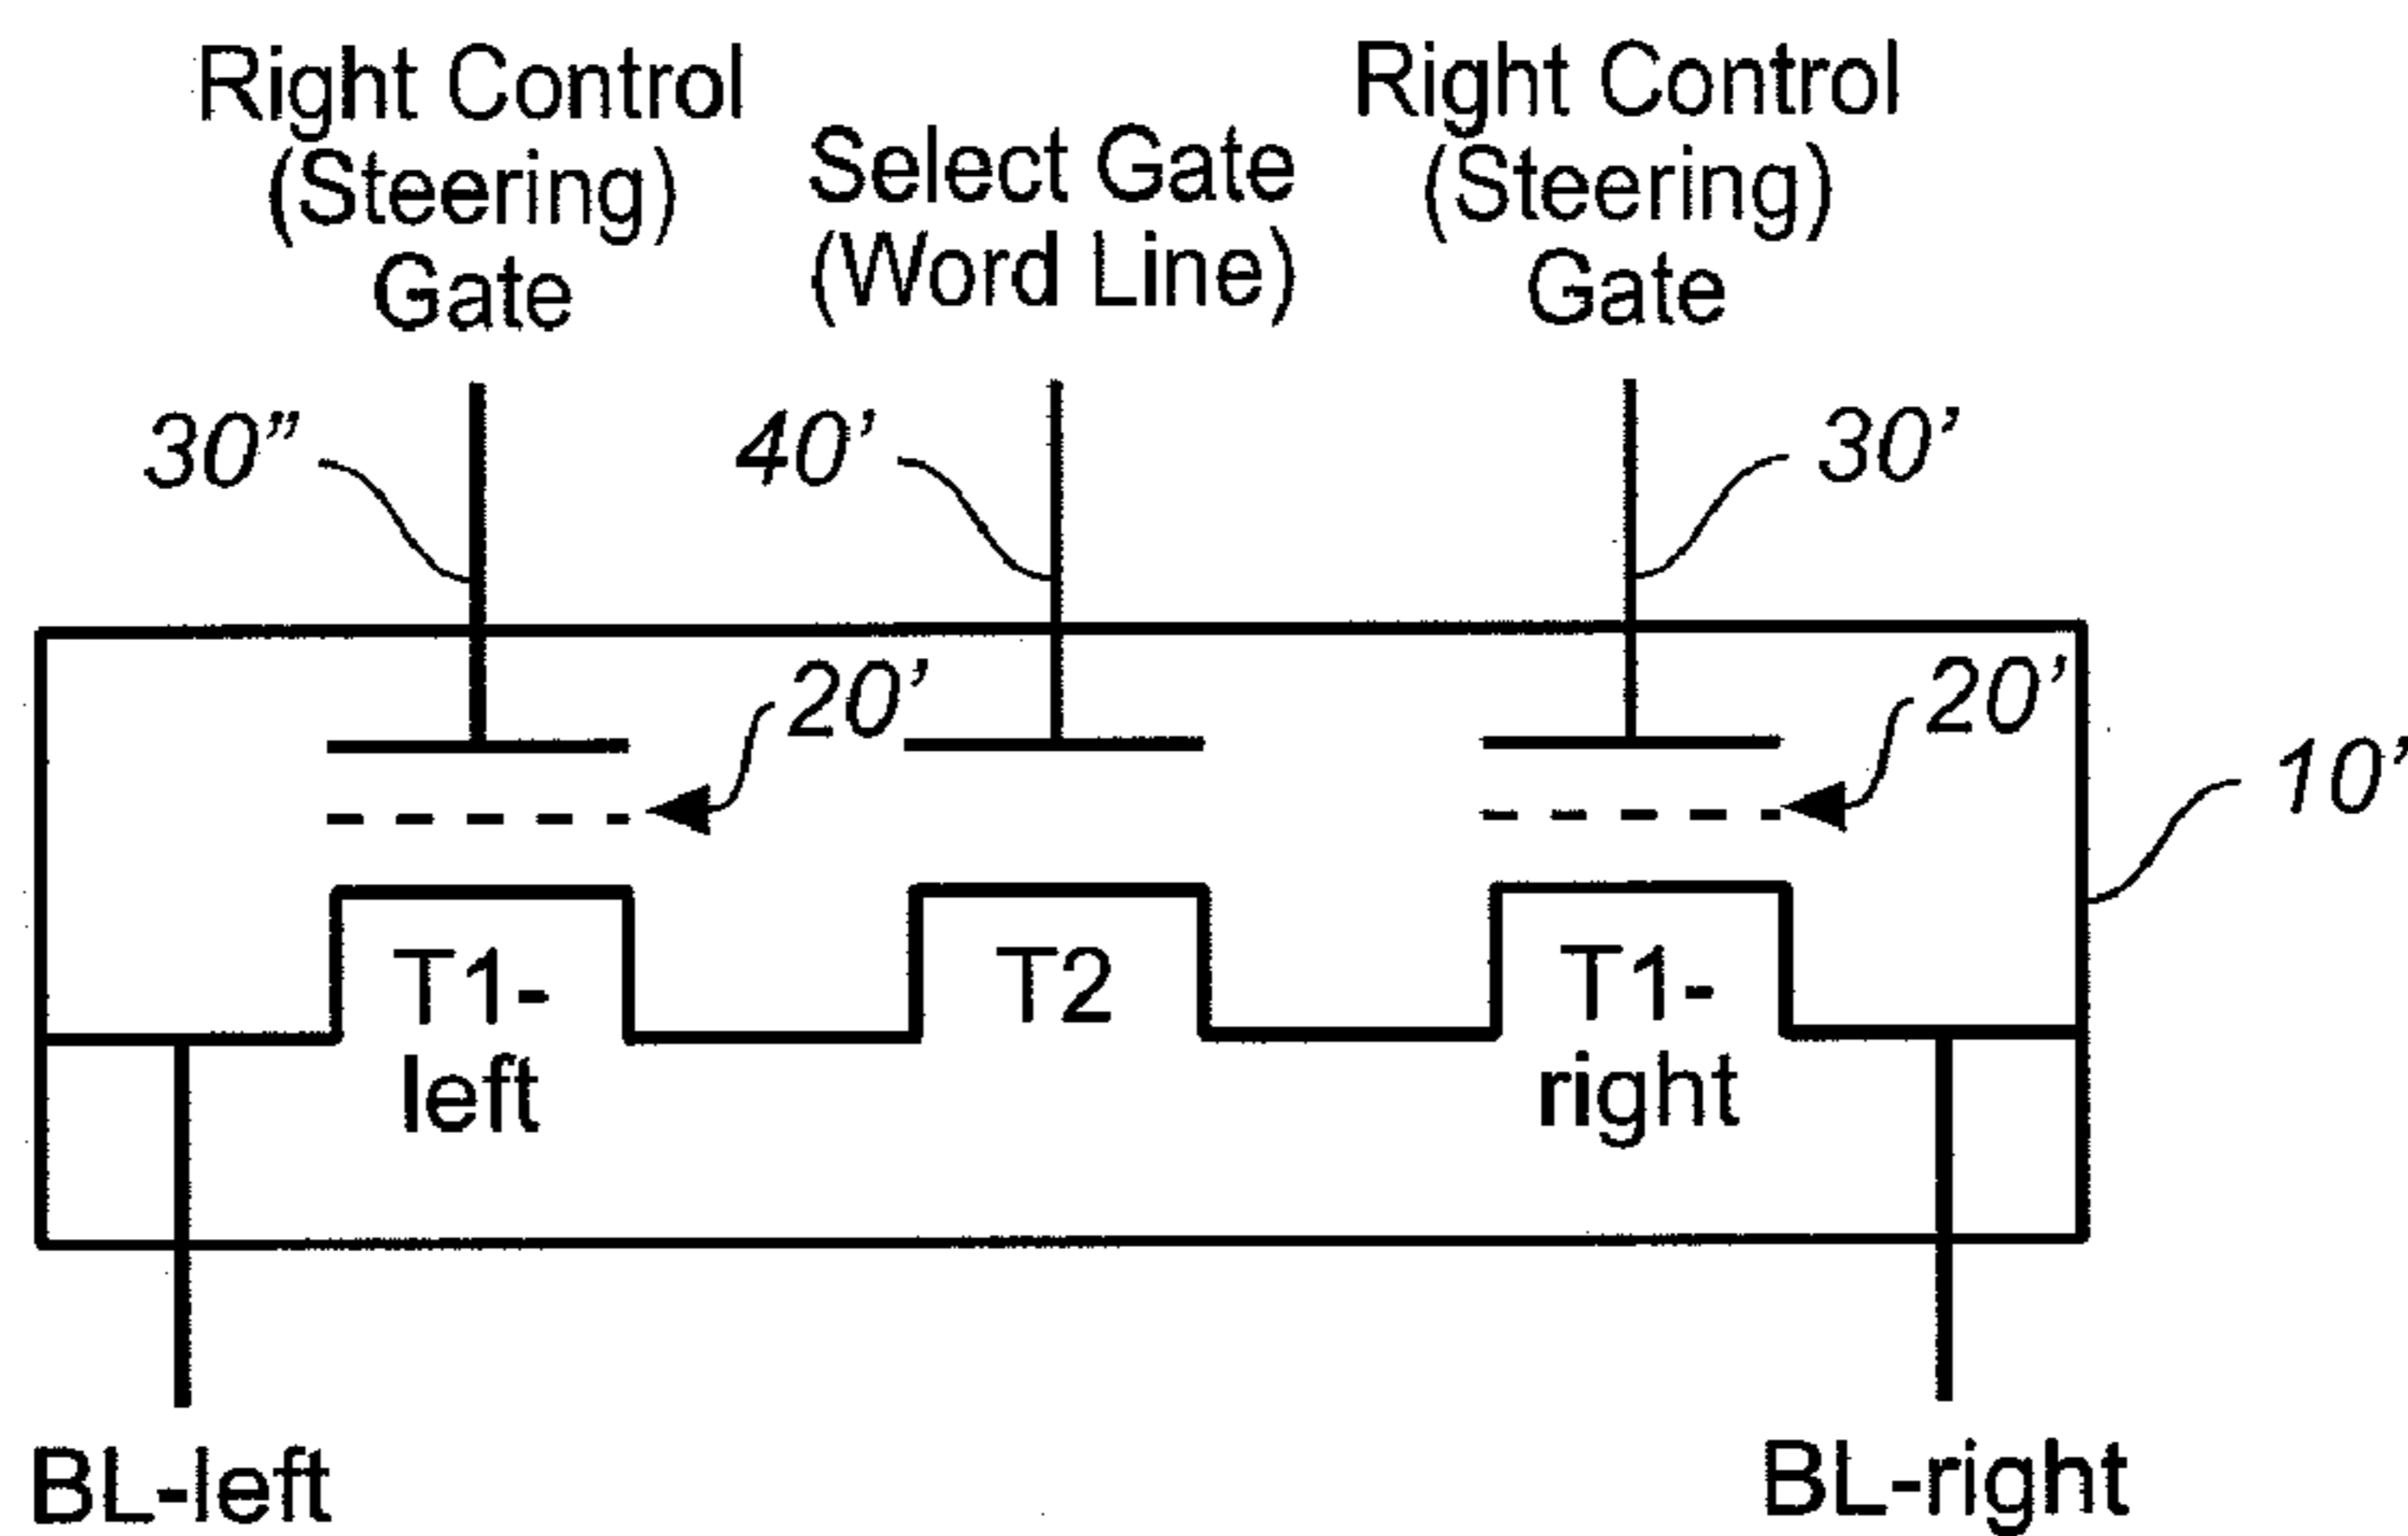 Right Control
(Steering)
Gate
Select Gate
(Word Line)
Right Control
(Steering)
Gate
30”
40’
30’
20’
20’
10’
T1-
left
T2
T1-
right
BL-left
BL-right